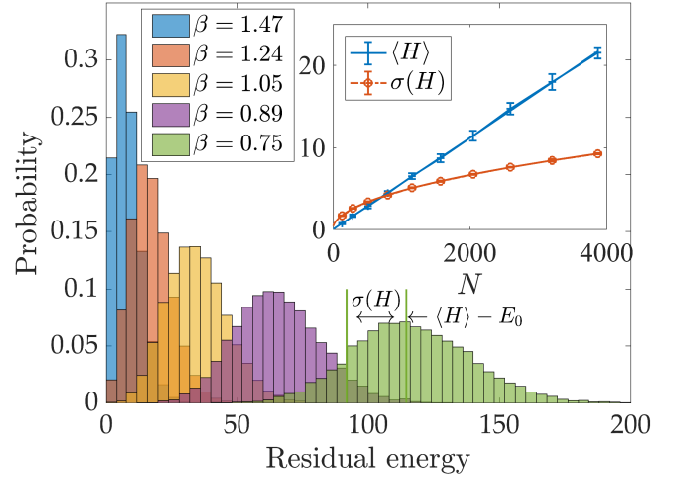 0.3
0.25
0.2
0.15
0.1
0.05
0
Probability
β = 1.47
β = 1.24
β = 1.05
β = 0.89
β = 0.75
20
10
0
⟨H⟩
σ(H)
0 2000 4000
N
σ(H)
⟨H⟩ − E₀
0 50 100 150 200
Residual energy